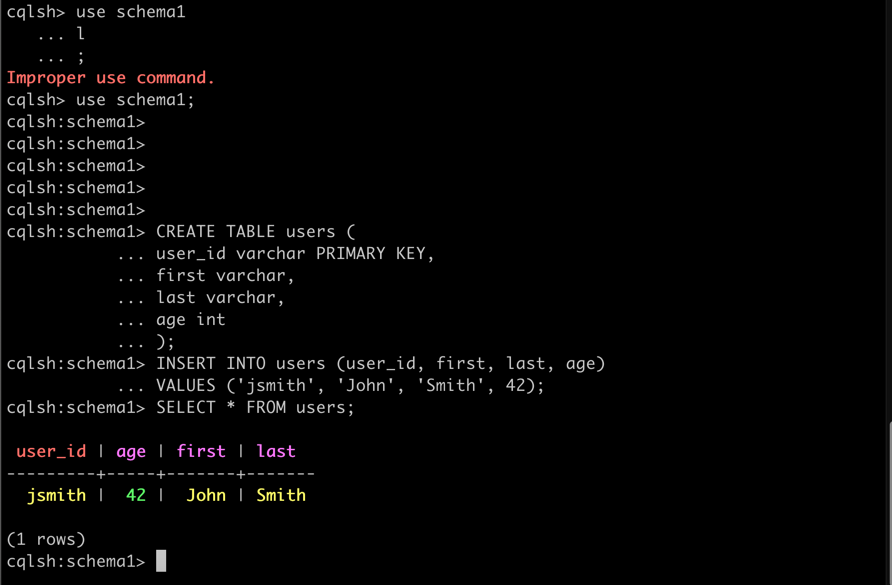 cqlsh> use schema1
   ... l
   ... ;
Improper use command.
cqlsh> use schema1;
cqlsh:schema1>
cqlsh:schema1>
cqlsh:schema1>
cqlsh:schema1>
cqlsh:schema1>
cqlsh:schema1> CREATE TABLE users (
           ... user_id varchar PRIMARY KEY,
           ... first varchar,
           ... last varchar,
           ... age int
           ... );
cqlsh:schema1> INSERT INTO users (user_id, first, last, age)
           ... VALUES ('jsmith', 'John', 'Smith', 42);
cqlsh:schema1> SELECT * FROM users;
 user_id | age | first | last
---------+-----+-------+-------
  jsmith |  42 |  John | Smith
(1 rows)
cqlsh:schema1>